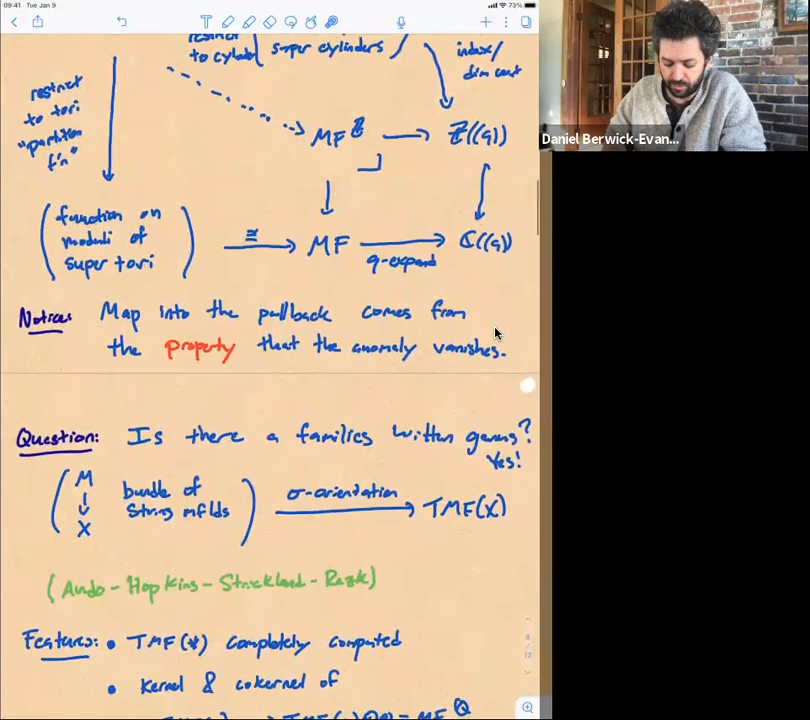 09:41 Tue Jan 9
73%
restrict
to cylinder
super cylinders
index/
dim count
restrict
to tori
"partition
f'n"
MF^ℤ → ℤ((q))
function on
moduli of
super tori
≅ MF → ℂ((q))
q-expand
Notice: Map into the pullback comes from
the property that the anomaly vanishes.
Question: Is there a families Witten genus?
Yes!
M
↓
X
bundle of
String mflds
σ-orientation
TMF(X)
(Ando-Hopkins-Strickland-Rezk)
Features: • TMF(*) completely computed
• Kernel & cokernel of
Daniel Berwick-Evan...